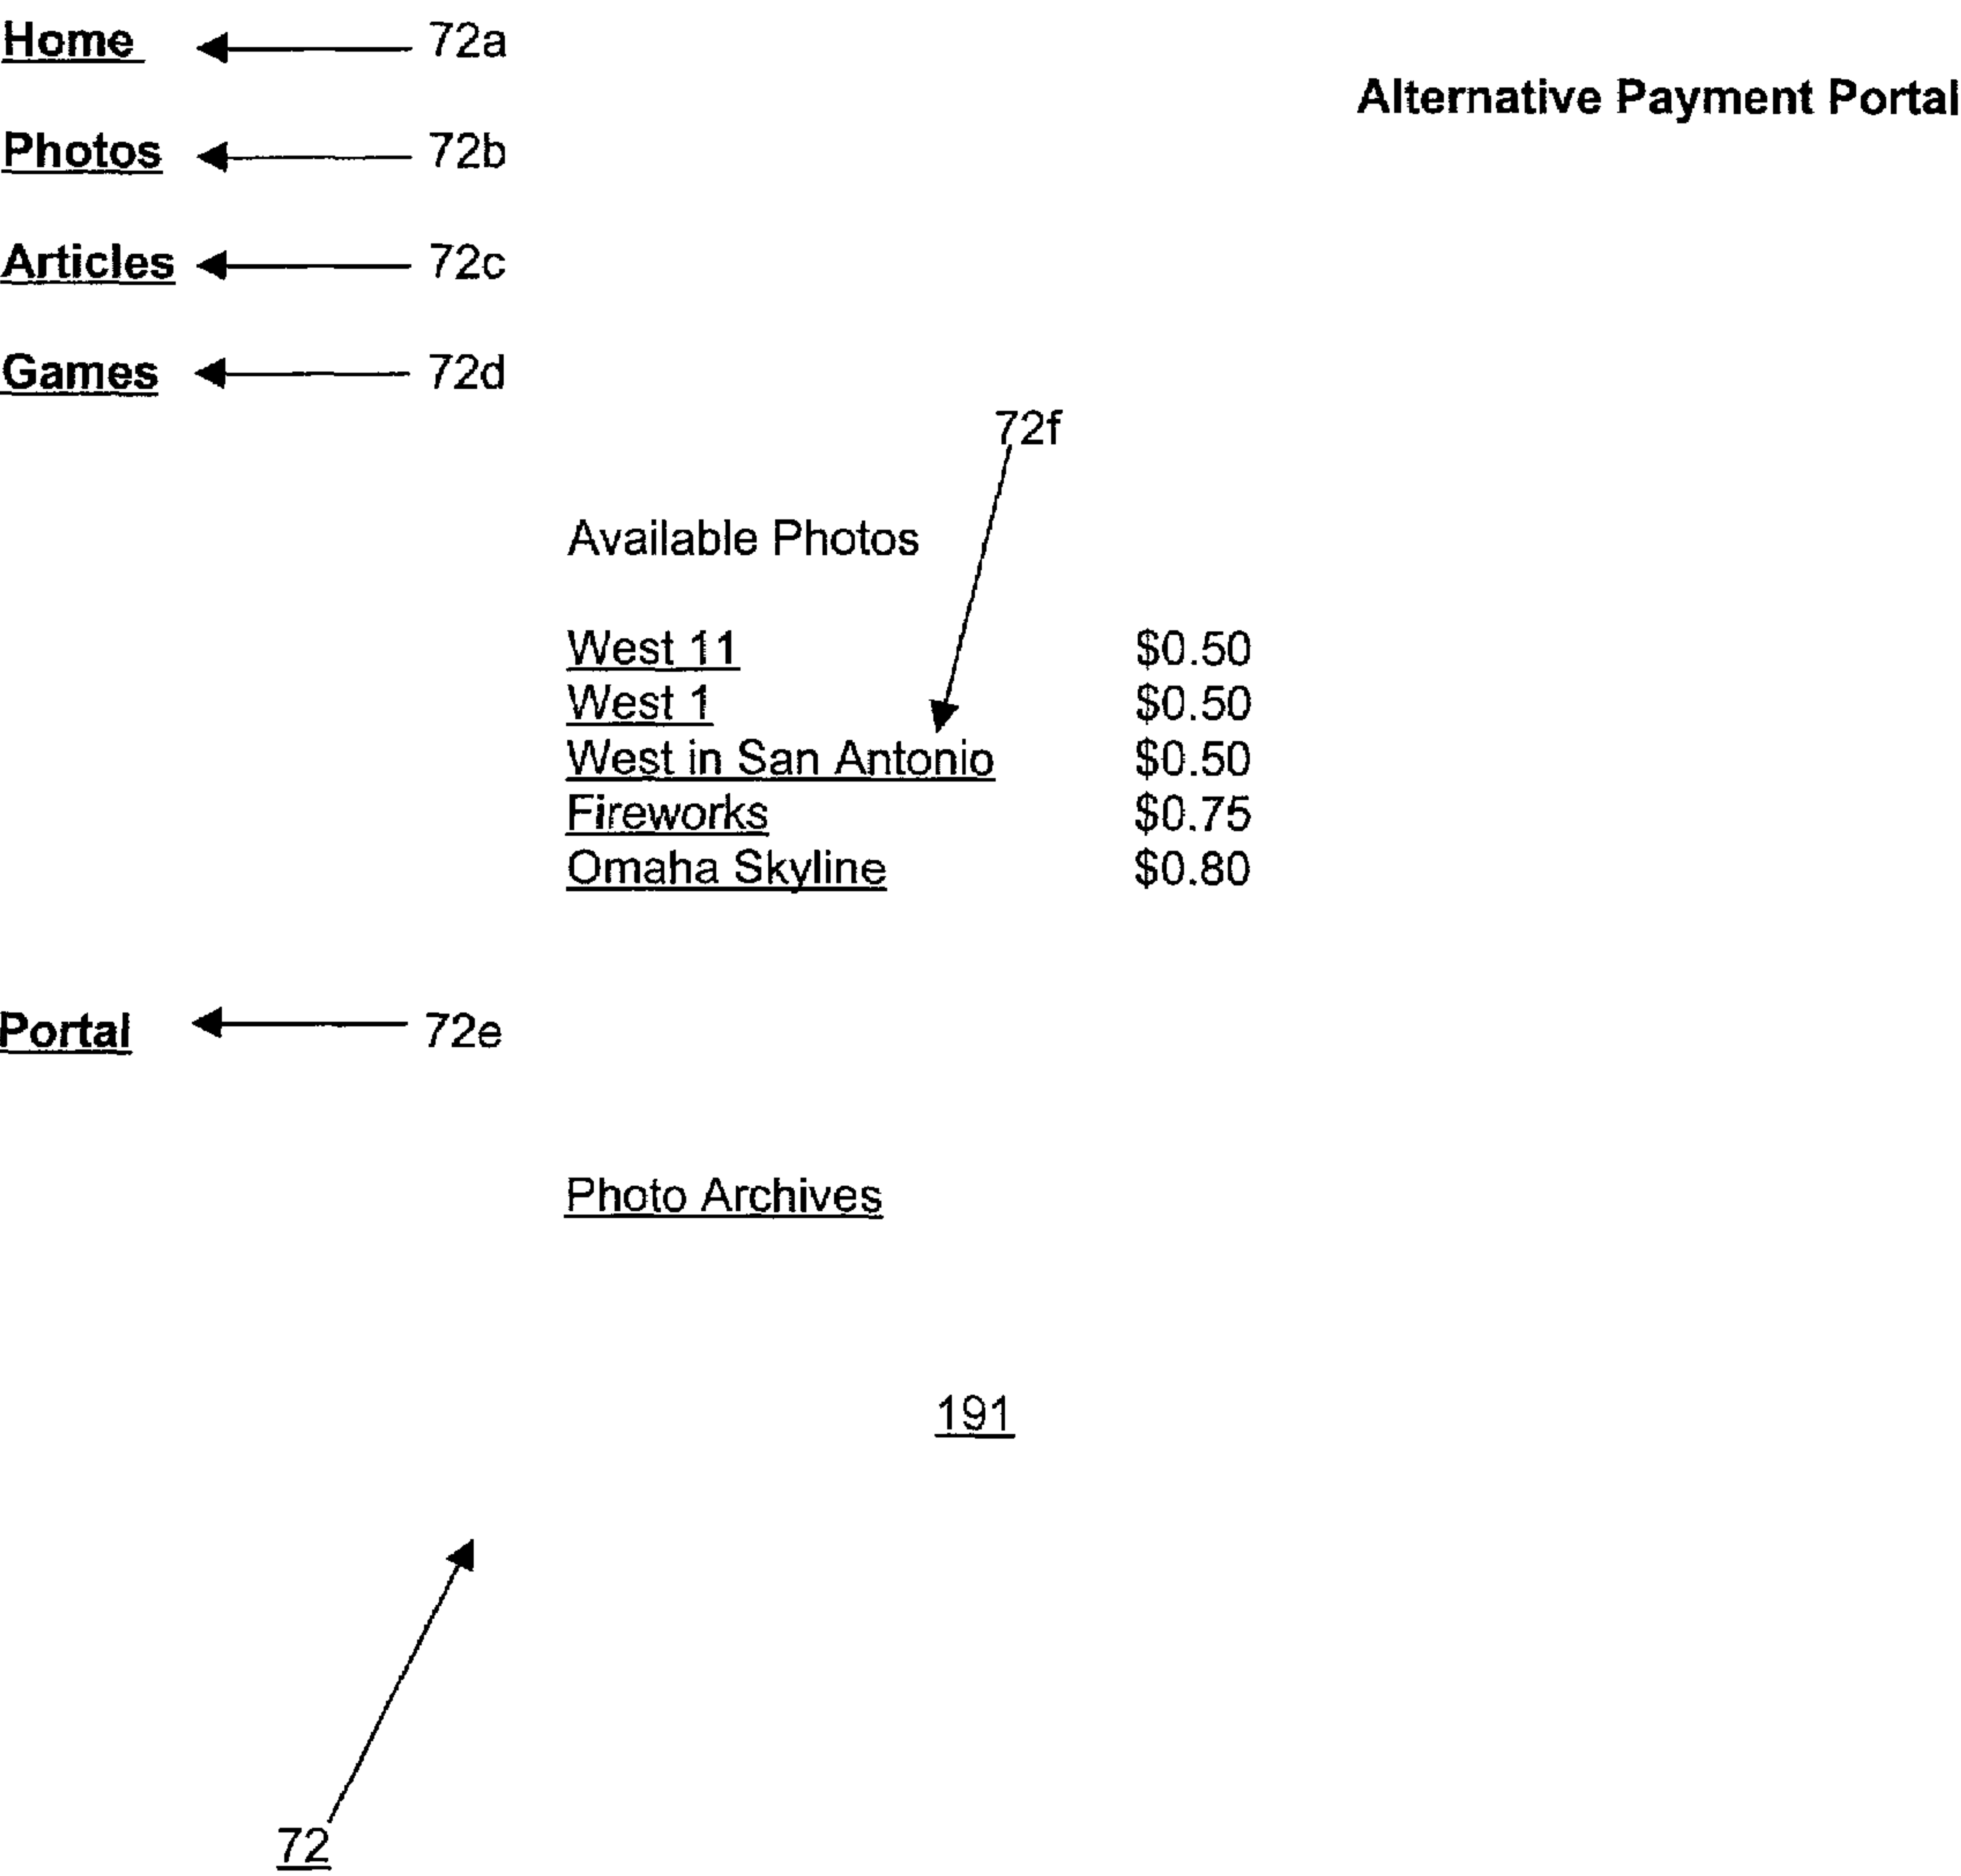 Home 72a
Alternative Payment Portal
Photos 72b
Articles 72c
Games 72d
72f
Available Photos
West 11 $0.50
West 1 $0.50
West in San Antonio $0.50
Fireworks $0.75
Omaha Skyline $0.80
Portal 72e
Photo Archives
191
72